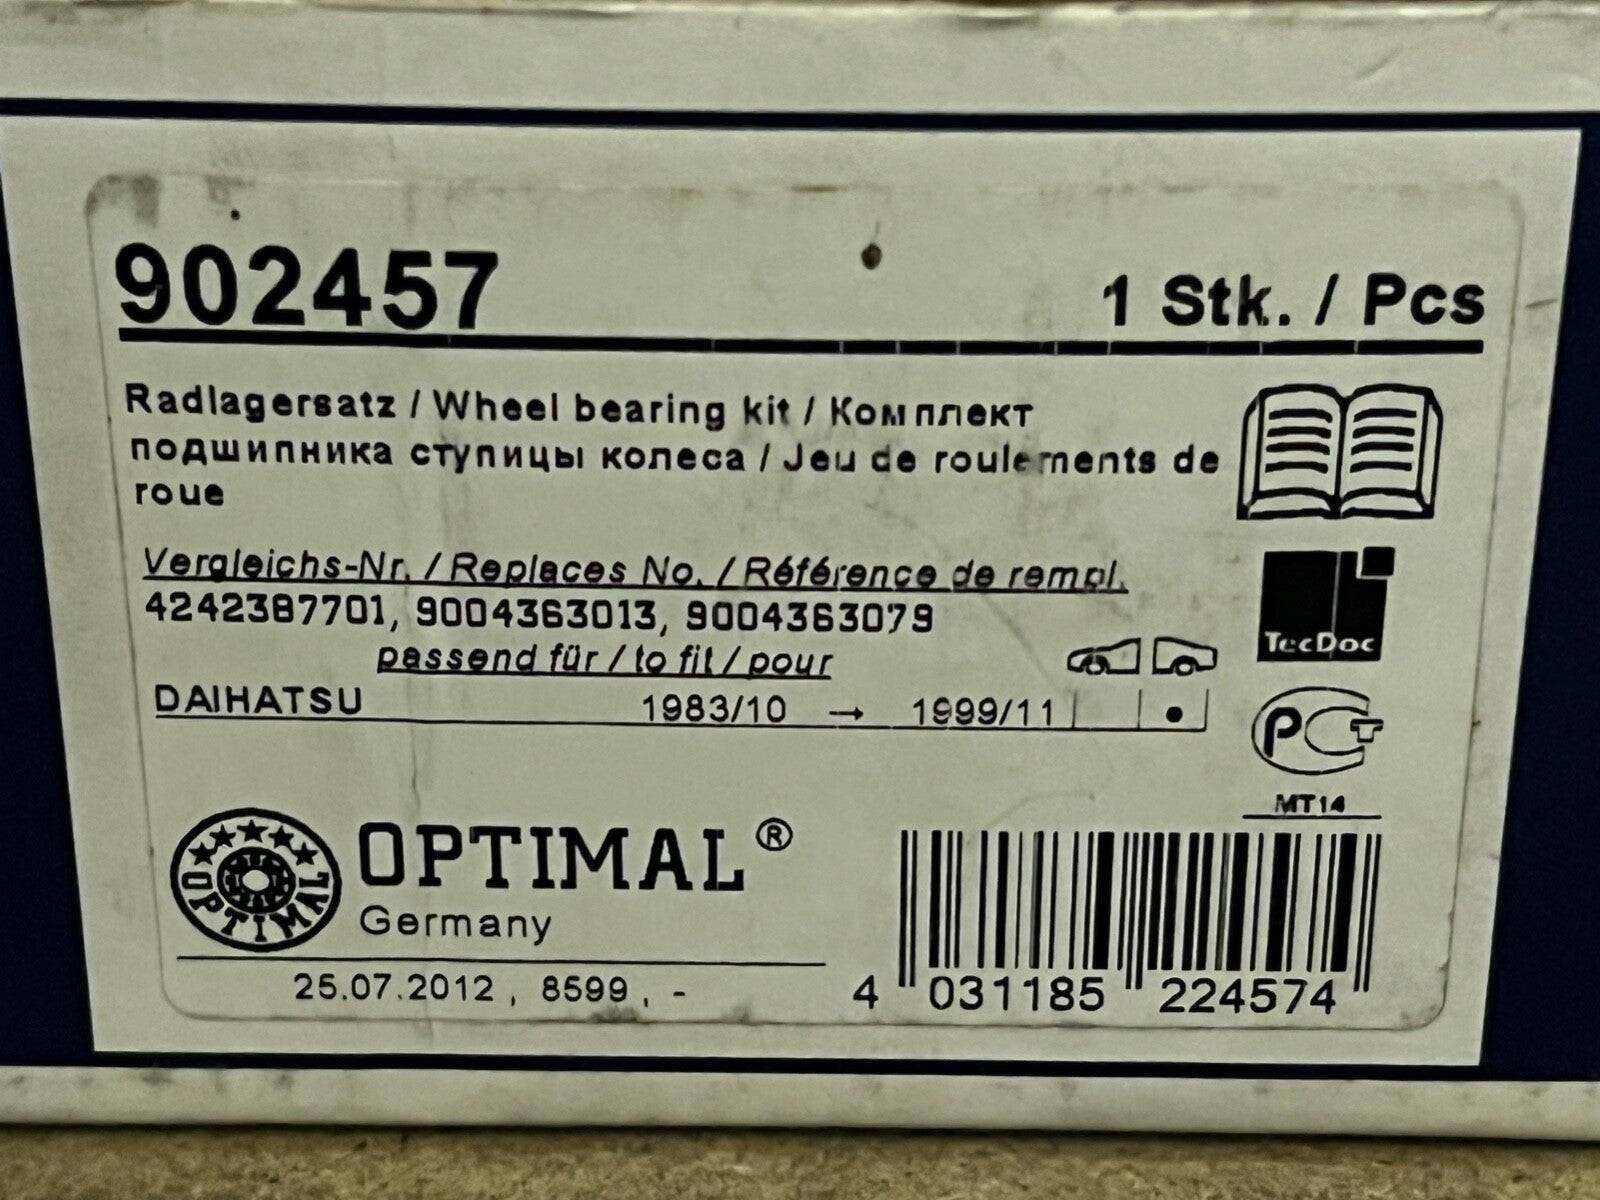 902457
1 Stk. / Pcs
Radlagersatz / Wheel bearing kit / Комплект
подшипника ступицы колеса / Jeu de roulements de
roue
Vergleichs-Nr. / Replaces No. / Référence de rempl.
4242387701, 9004363013, 9004363079
passend für / to fit / pour
DAIHATSU 1983/10 → 1999/11
TecDoc
РСТ
MT14
OPTIMAL
OPTIMAL ®
Germany
25.07.2012 , 8599 , -
4 031185 224574